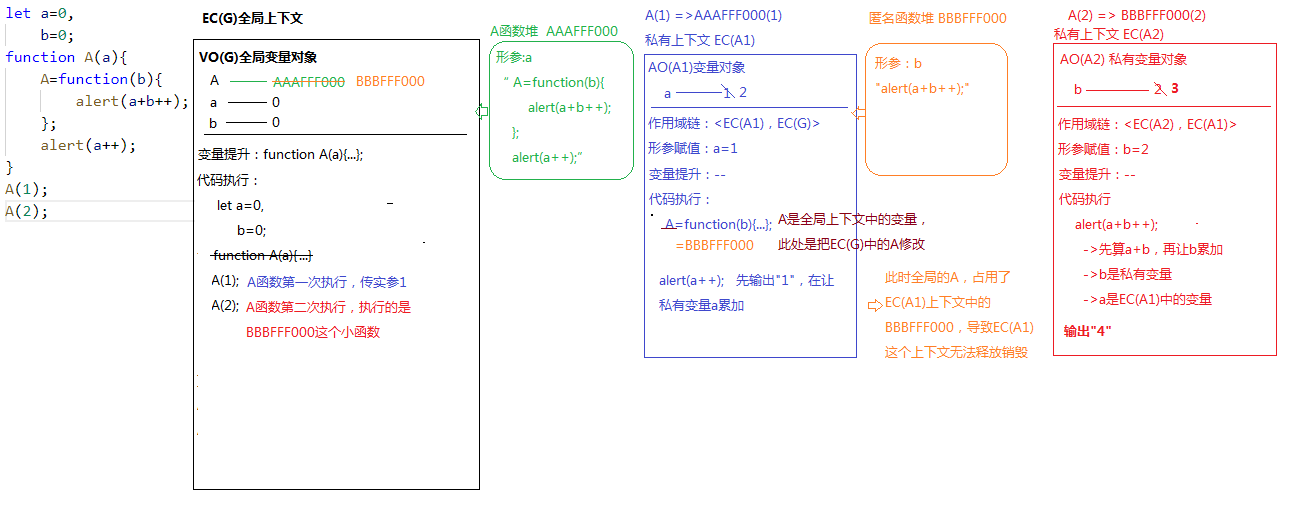 let a=0,
b=0;
function A(a){
A=function(b){
alert(a+b++);
};
alert(a++);
}
A(1);
A(2);
EC(G)全局上下文
VO(G)全局变量对象
A AAAFFF000 BBBFFF000
a 0
b 0
变量提升：function A(a){...};
代码执行：
let a=0,
b=0;
function A(a){...}
A(1); A函数第一次执行，传实参1
A(2); A函数第二次执行，执行的是
BBBFFF000这个小函数
A函数堆 AAAFFF000
形参:a
“ A=function(b){
alert(a+b++);
};
alert(a++);”
A(1) =>AAAFFF000(1)
私有上下文 EC(A1)
AO(A1)变量对象
a 1 2
作用域链：<EC(A1)，EC(G)>
形参赋值：a=1
变量提升：--
代码执行：
A=function(b){...};
=BBBFFF000
A是全局上下文中的变量，
此处是把EC(G)中的A修改
alert(a++); 先输出"1"，在让
私有变量a累加
匿名函数堆 BBBFFF000
形参：b
"alert(a+b++);"
此时全局的A，占用了
EC(A1)上下文中的
BBBFFF000，导致EC(A1)
这个上下文无法释放销毁
A(2) => BBBFFF000(2)
私有上下文 EC(A2)
AO(A2) 私有变量对象
b 2 3
作用域链：<EC(A2)，EC(A1)>
形参赋值：b=2
变量提升：--
代码执行
alert(a+b++);
->先算a+b，再让b累加
->b是私有变量
->a是EC(A1)中的变量
输出"4"